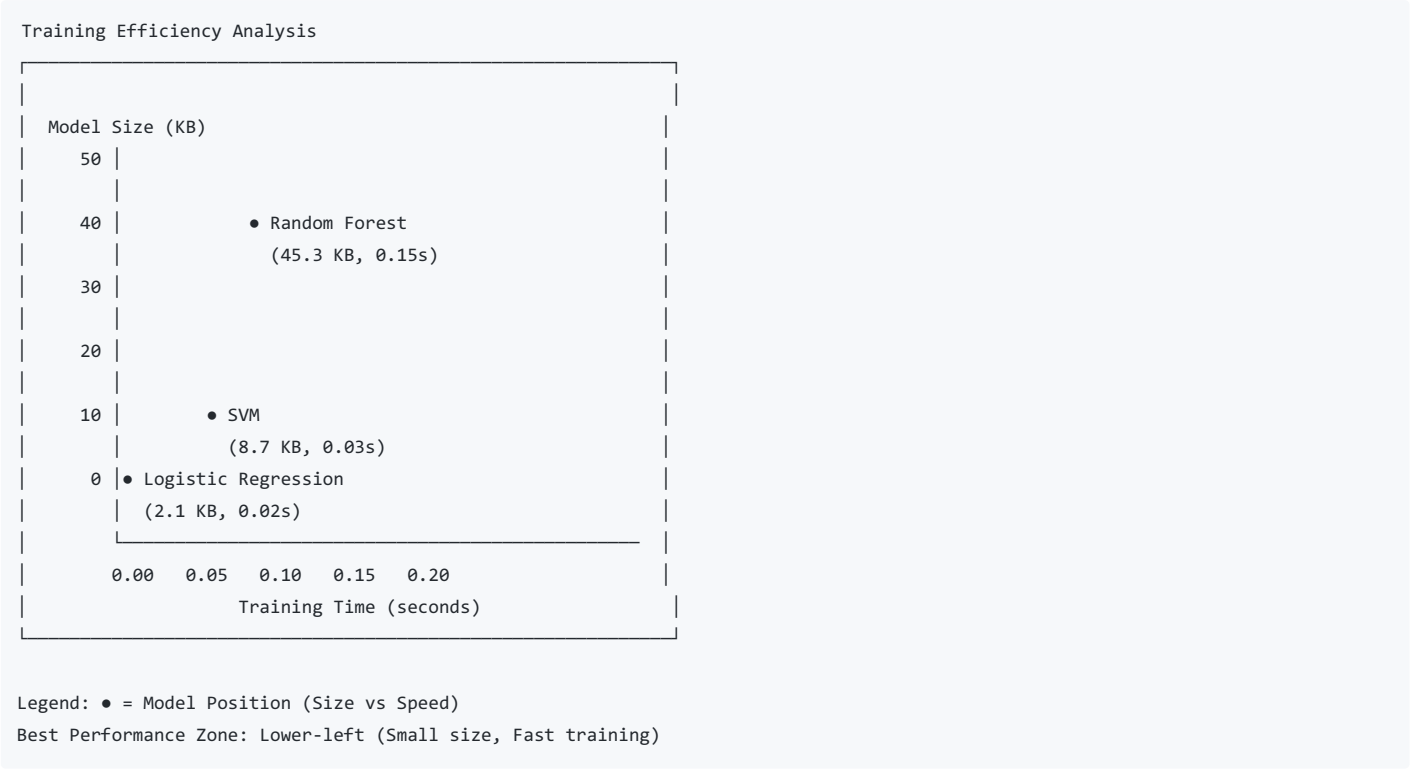 Training Efficiency Analysis
Model Size (KB)
50
40 ● Random Forest
(45.3 KB, 0.15s)
30
20
10 ● SVM
(8.7 KB, 0.03s)
0 ● Logistic Regression
(2.1 KB, 0.02s)
0.00 0.05 0.10 0.15 0.20
Training Time (seconds)
Legend: ● = Model Position (Size vs Speed)
Best Performance Zone: Lower-left (Small size, Fast training)